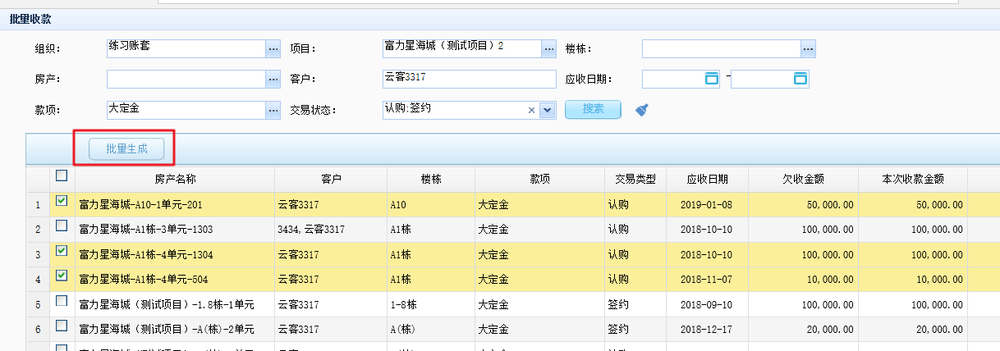 批量收款
组织： 练习账套 ... 项目： 富力星海城（测试项目）2 ... 楼栋： ...
房产： ... 客户： 云客3317 应收日期： -
款项： 大定金 ... 交易状态： 认购;签约 × 搜索
批量生成
房产名称 客户 楼栋 款项 交易类型 应收日期 欠收金额 本次收款金额
1 富力星海城-A10-1单元-201 云客3317 A10 大定金 认购 2019-01-08 50,000.00 50,000.00
2 富力星海城-A1栋-3单元-1303 3434,云客3317 A1栋 大定金 认购 2018-10-10 100,000.00 100,000.00
3 富力星海城-A1栋-4单元-1304 云客3317 A1栋 大定金 认购 2018-10-10 100,000.00 100,000.00
4 富力星海城-A1栋-4单元-504 云客3317 A1栋 大定金 认购 2018-11-07 10,000.00 10,000.00
5 富力星海城（测试项目）-1.8栋-1单元 云客3317 1-8栋 大定金 签约 2018-09-10 100,000.00 100,000.00
6 富力星海城（测试项目）-A(栋)-2单元 云客3317 A(栋) 大定金 签约 2018-12-17 20,000.00 20,000.00